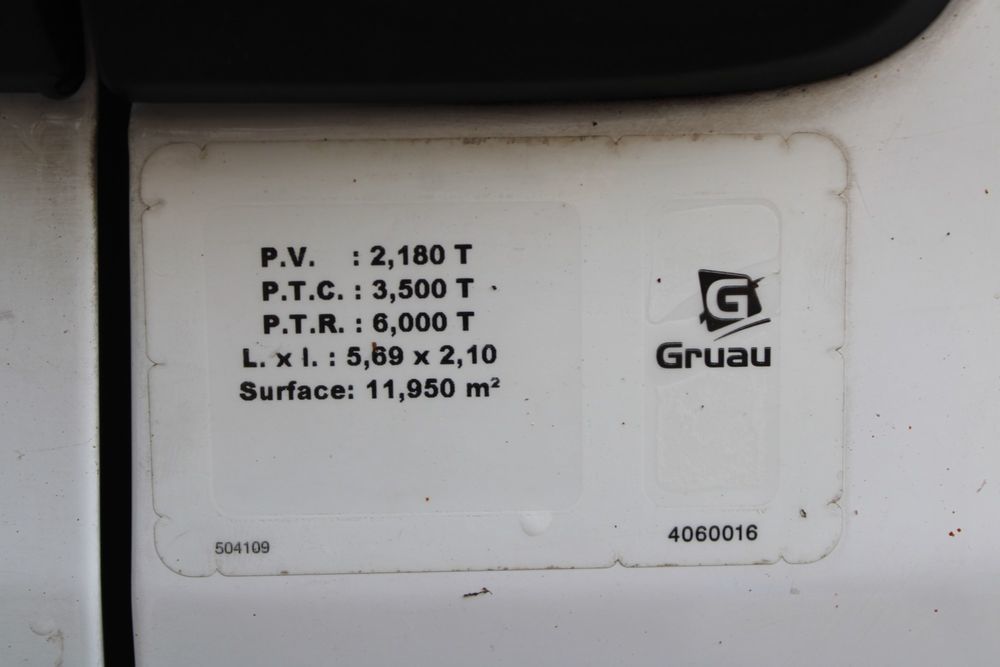 P.V. : 2,180 T
P.T.C. : 3,500 T
P.T.R. : 6,000 T
L. x l. : 5,69 x 2,10
Surface: 11,950 m²
G
Gruau
504109
4060016